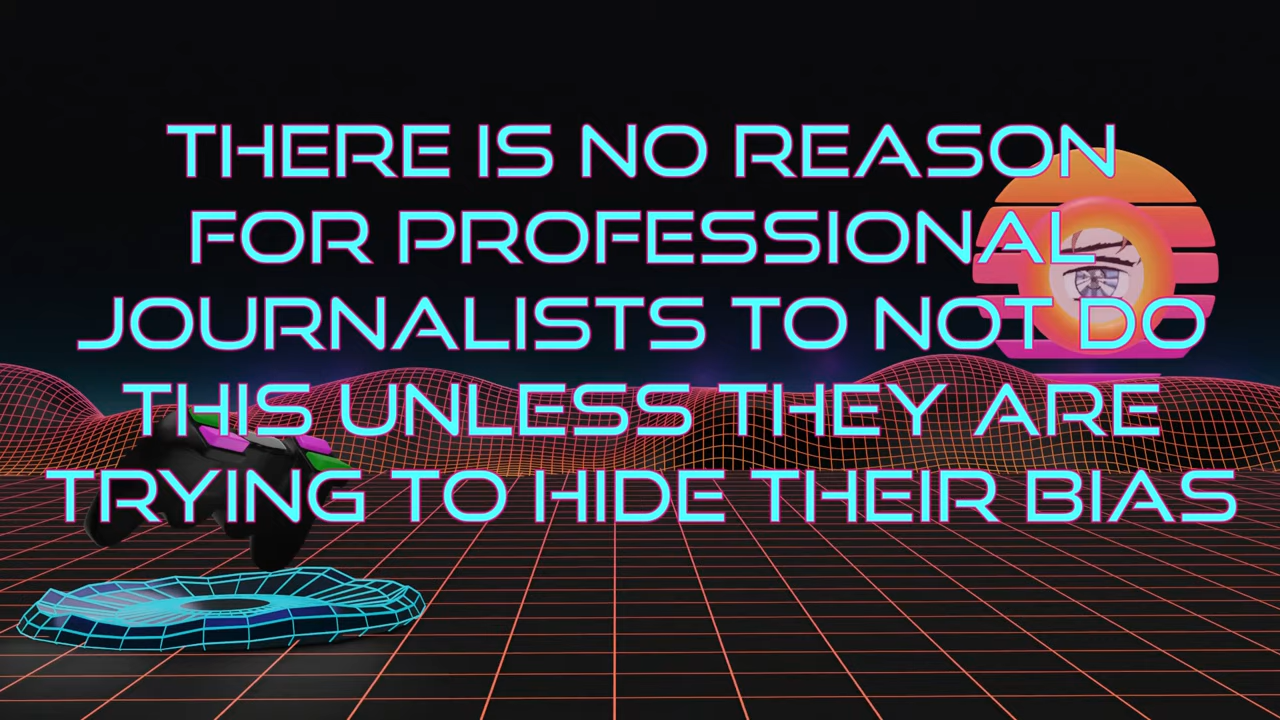 THERE IS NO REASON
FOR PROFESSIONAL
JOURNALISTS TO NOT DO
THIS UNLESS THEY ARE
TRYING TO HIDE THEIR BIAS